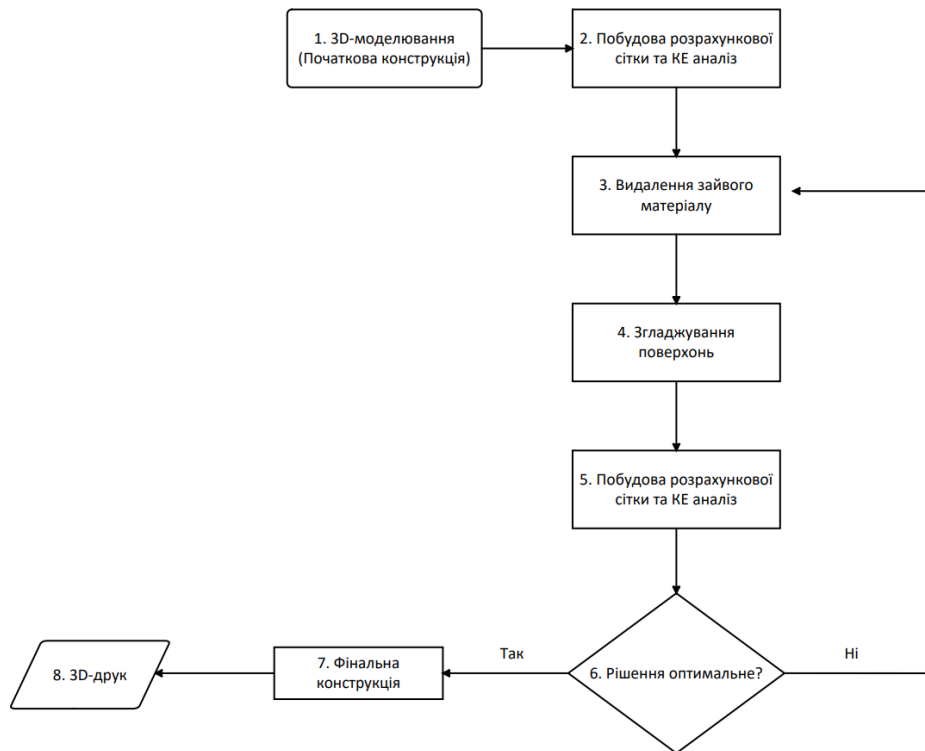 1. 3D-моделювання
(Початкова конструкція)
2. Побудова розрахункової
сітки та КЕ аналіз
3. Видалення зайвого
матеріалу
4. Згладжування
поверхонь
5. Побудова розрахункової
сітки та КЕ аналіз
6. Рішення оптимальне?
Так
Ні
7. Фінальна
конструкція
8. 3D-друк